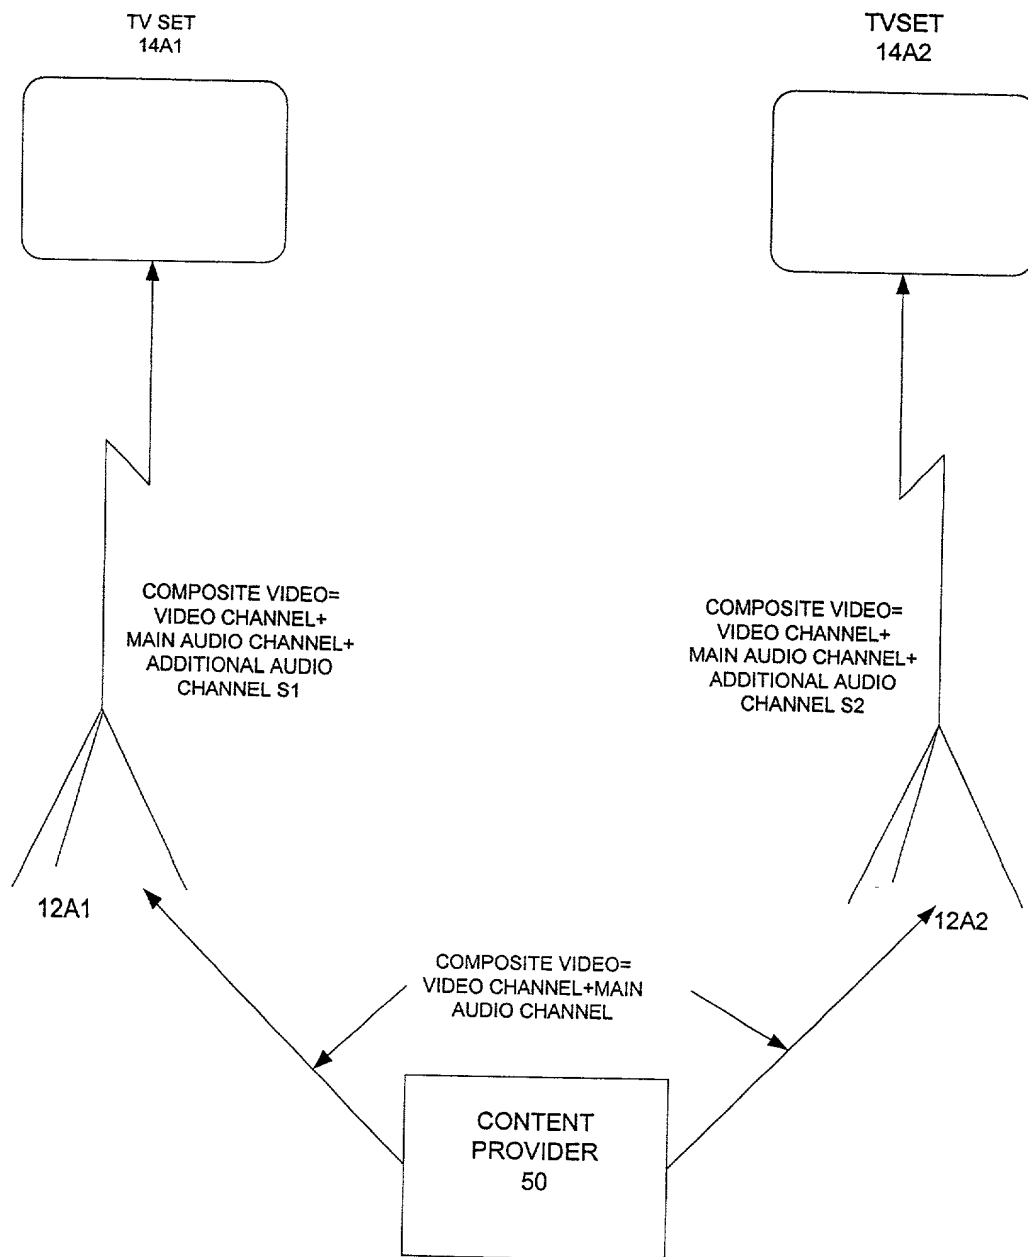 TV SET
14A1
TVSET
14A2
COMPOSITE VIDEO=
VIDEO CHANNEL+
MAIN AUDIO CHANNEL+
ADDITIONAL AUDIO
CHANNEL S1
COMPOSITE VIDEO=
VIDEO CHANNEL+
MAIN AUDIO CHANNEL+
ADDITIONAL AUDIO
CHANNEL S2
12A1
12A2
COMPOSITE VIDEO=
VIDEO CHANNEL+MAIN
AUDIO CHANNEL
CONTENT
PROVIDER
50